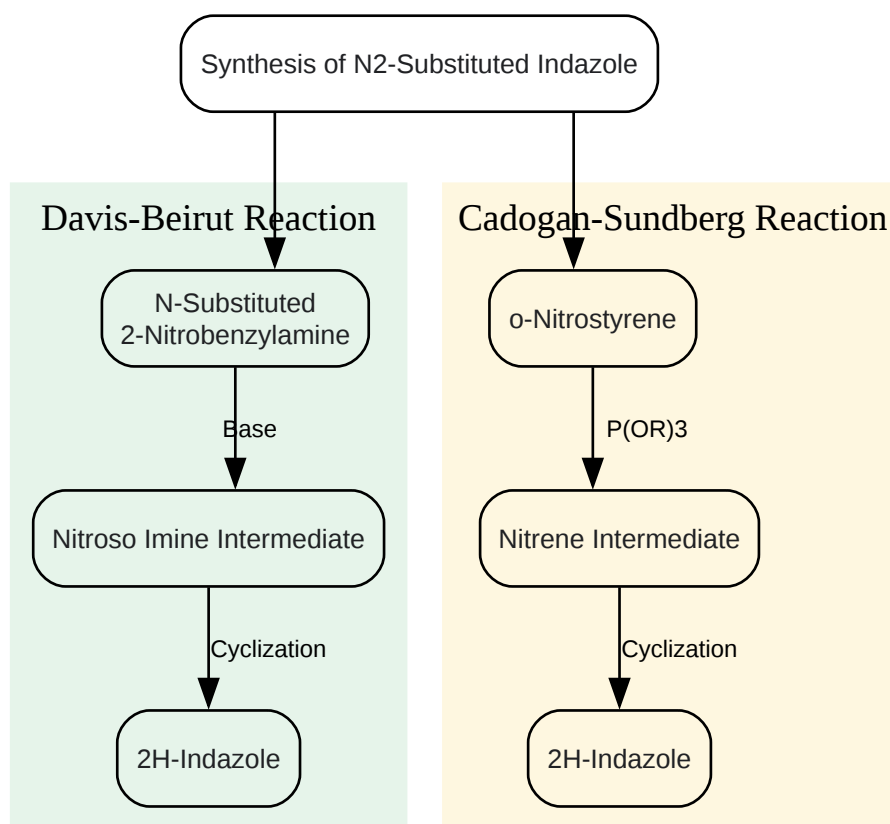 Synthesis of N2-Substituted Indazole
Davis-Beirut Reaction
N-Substituted
2-Nitrobenzylamine
Base
Nitroso Imine Intermediate
Cyclization
2H-Indazole
Cadogan-Sundberg Reaction
o-Nitrostyrene
P(OR)3
Nitrene Intermediate
Cyclization
2H-Indazole